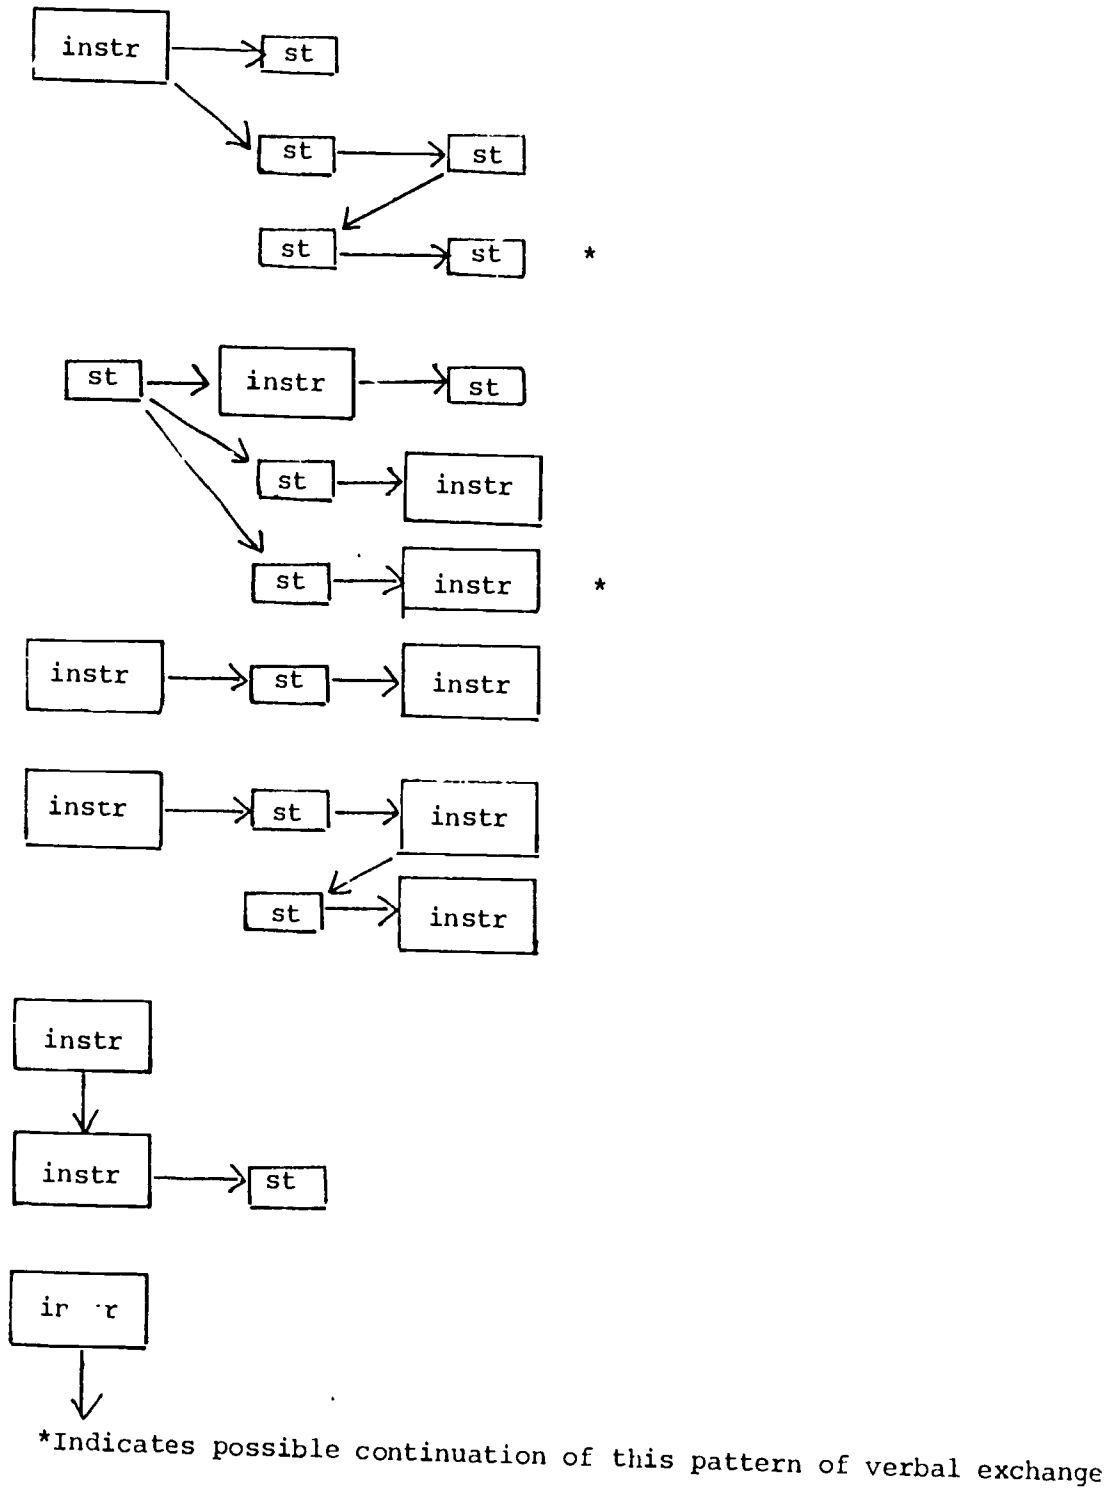 instr st
st st
st st *
st instr st
st instr
st instr *
instr st instr
instr st instr
st instr
instr
instr st
*Indicates possible continuation of this pattern of verbal exchange